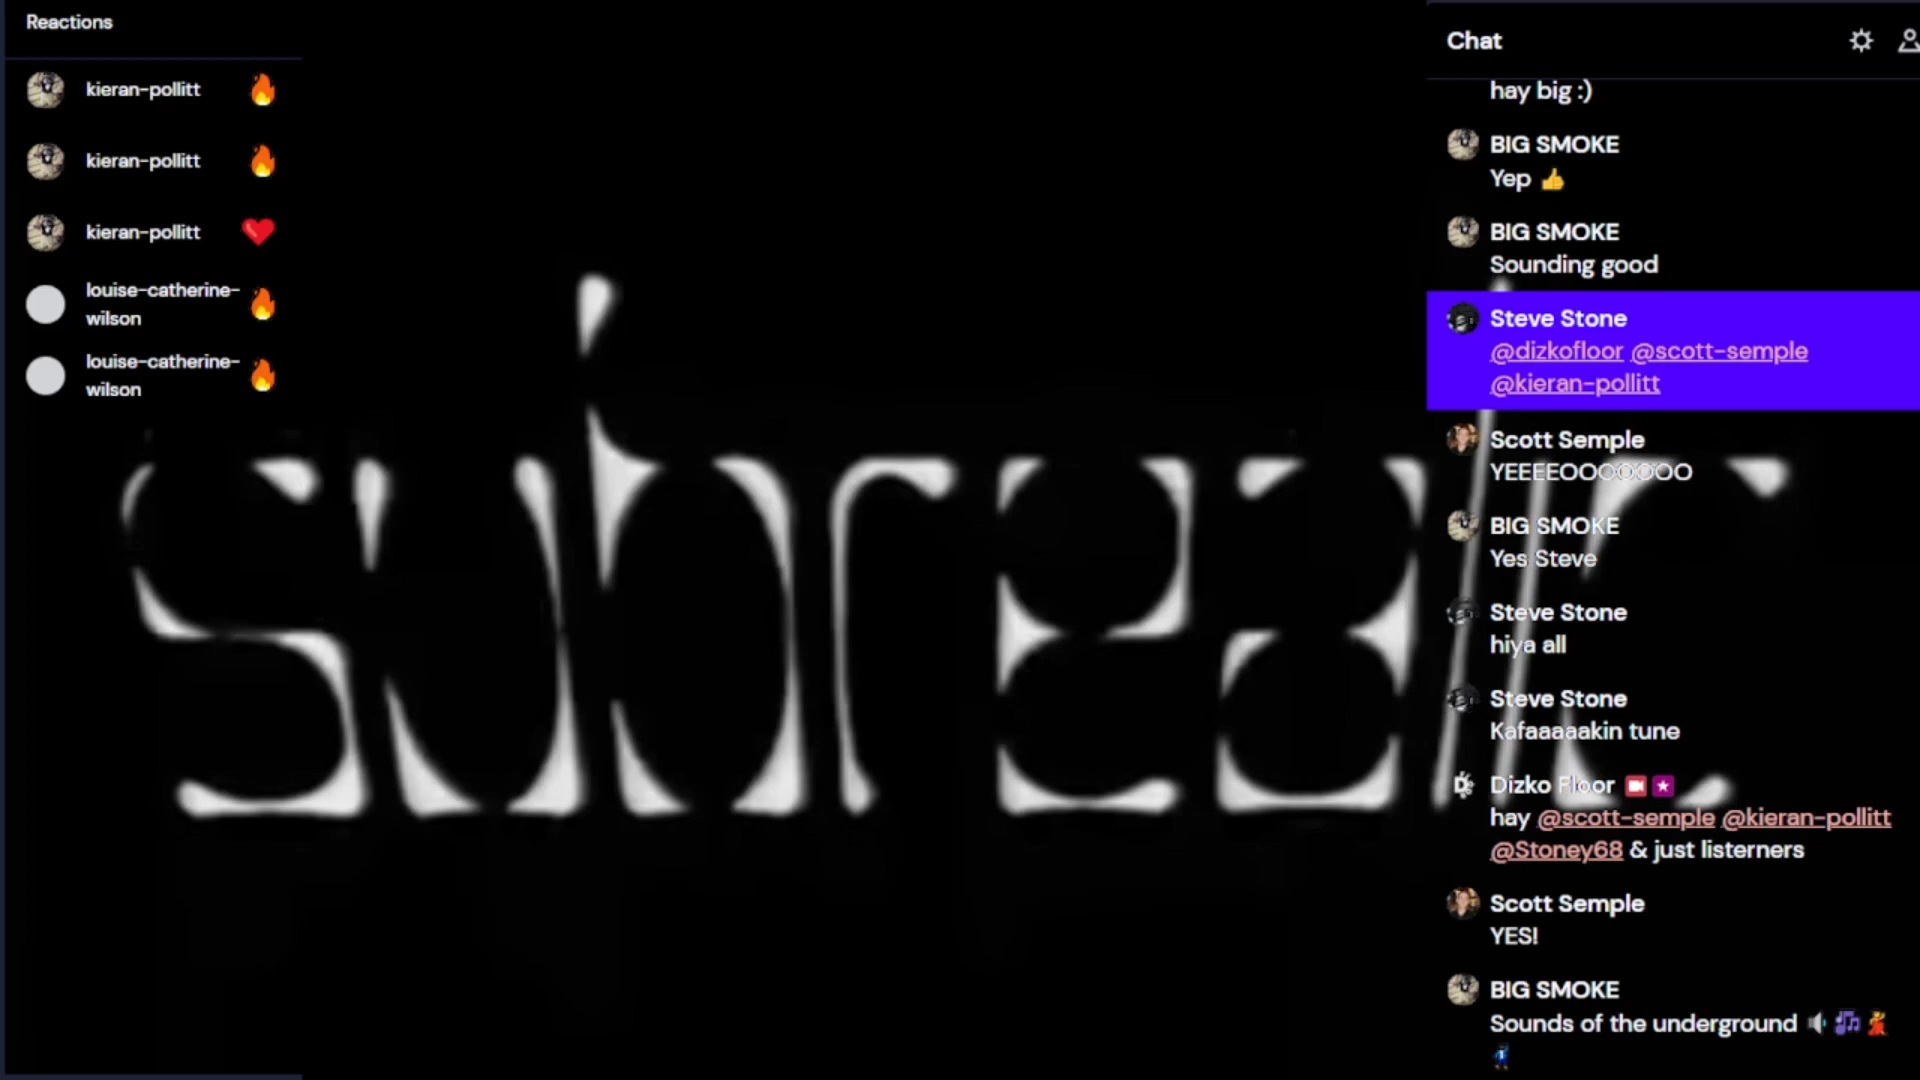 Reactions
kieran-pollitt
kieran-pollitt
kieran-pollitt
louise-catherine-
wilson
louise-catherine-
wilson
Chat
hay big :)
BIG SMOKE
Yep 👍
BIG SMOKE
Sounding good
Steve Stone
@dizkofloor @scott-semple
@kieran-pollitt
Scott Semple
YEEEEOOOOOOO
BIG SMOKE
Yes Steve
Steve Stone
hiya all
Steve Stone
Kafaaaaakin tune
Dizko Floor
hay @scott-semple @kieran-pollitt
@Stoney68 & just listerners
Scott Semple
YES!
BIG SMOKE
Sounds of the underground